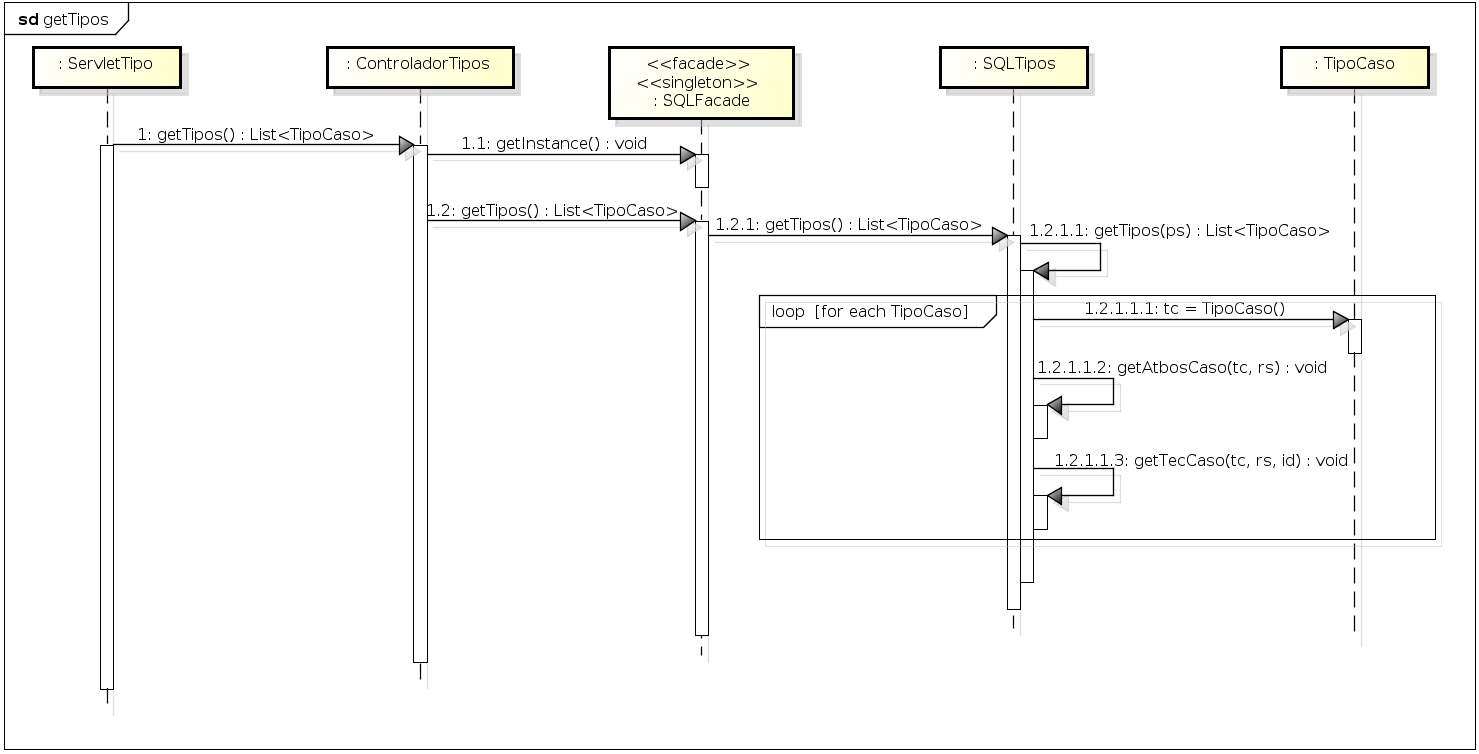 sd getTipos
: ServletTipo
: ControladorTipos
<<facade>>
<<singleton>>
: SQLFacade
: SQLTipos
: TipoCaso
1: getTipos() : List<TipoCaso>
1.1: getInstance() : void
1.2: getTipos() : List<TipoCaso>
1.2.1: getTipos() : List<TipoCaso>
1.2.1.1: getTipos(ps) : List<TipoCaso>
loop [for each TipoCaso]
1.2.1.1.1: tc = TipoCaso()
1.2.1.1.2: getAtbosCaso(tc, rs) : void
1.2.1.1.3: getTecCaso(tc, rs, id) : void